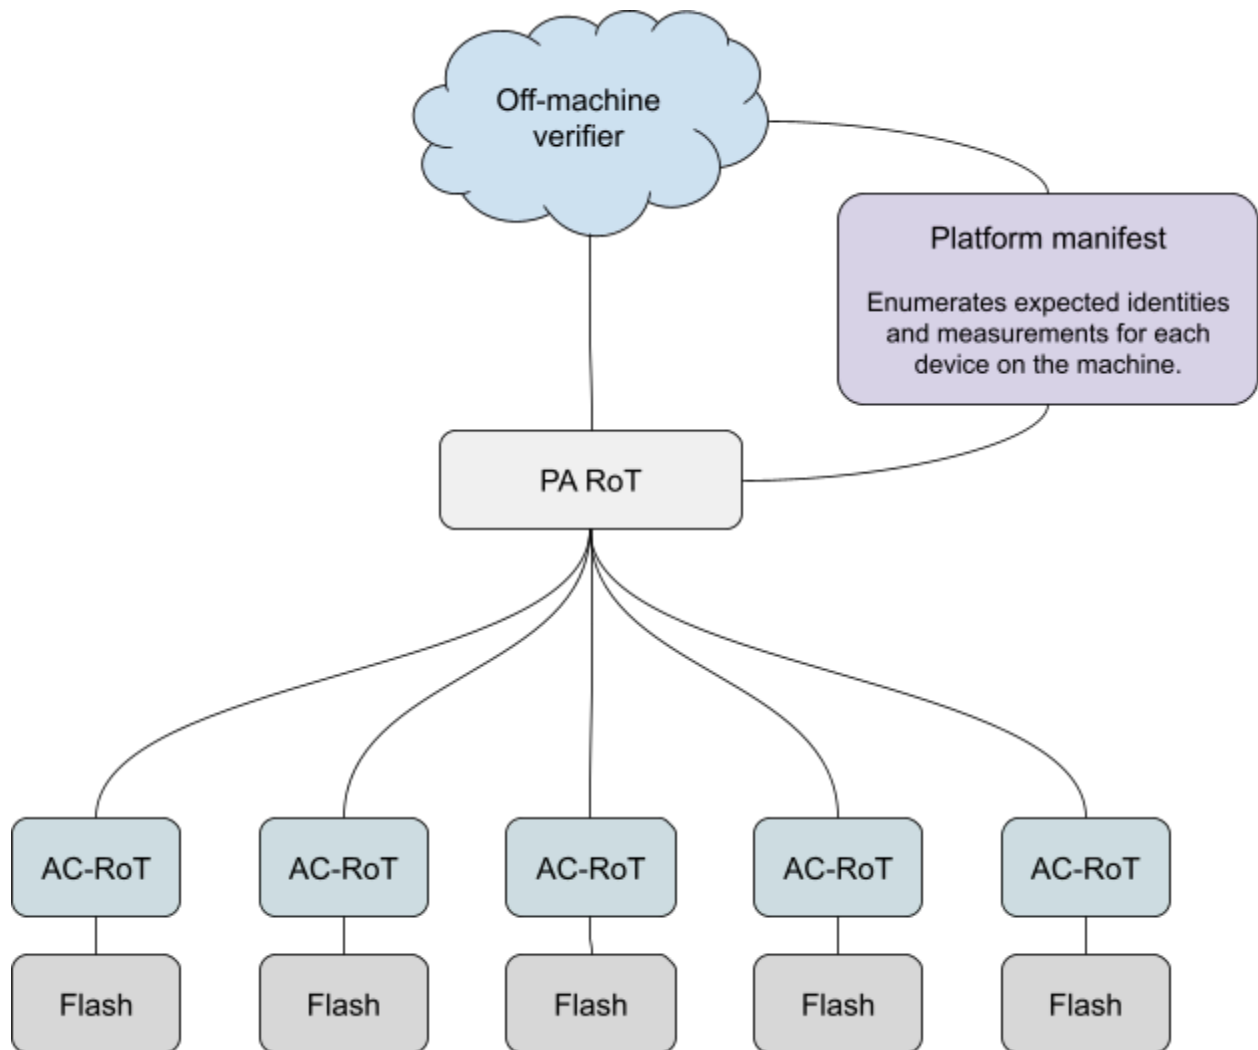 Off-machine
verifier
Platform manifest
Enumerates expected identities
and measurements for each
device on the machine.
PA RoT
AC-RoT
AC-RoT
AC-RoT
AC-RoT
AC-RoT
Flash
Flash
Flash
Flash
Flash